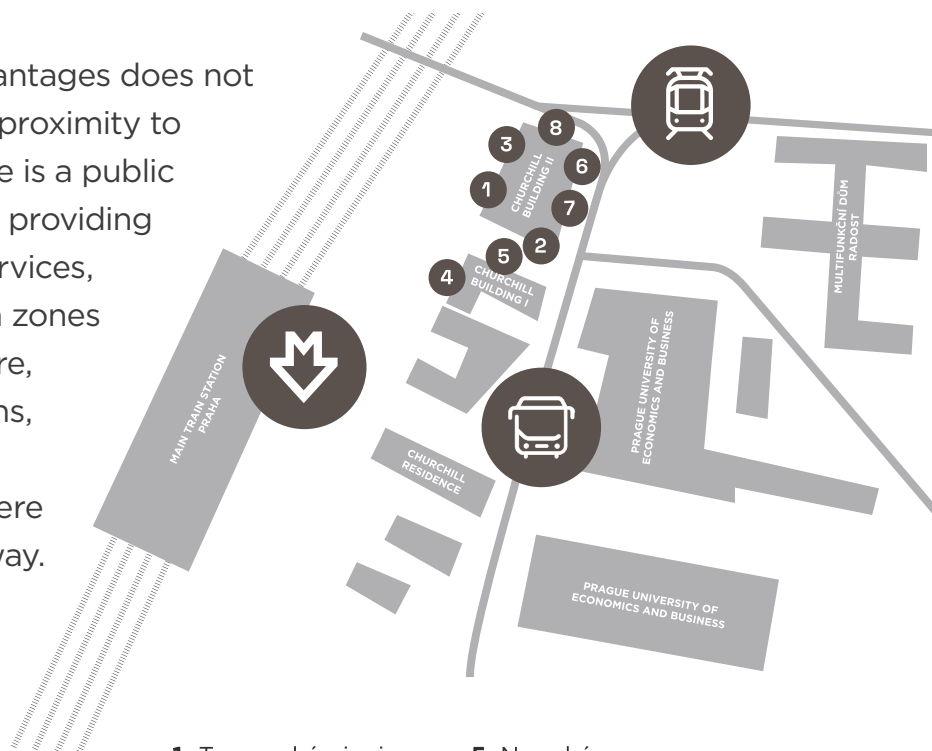 antages does not
proximity to
e is a public
providing
rvices,
n zones
re,
ns,
ere
vay.
8
3
6
1
7
2
5
4
CHURCHILL
BUILDING II
CHURCHILL
BUILDING I
MULTIFUNKČNÍ DŮM
RADOST
MAIN TRAIN STATION
PRAHA
PRAGUE UNIVERSITY OF
ECONOMICS AND BUSINESS
CHURCHILL
RESIDENCE
PRAGUE UNIVERSITY OF
ECONOMICS AND BUSINESS